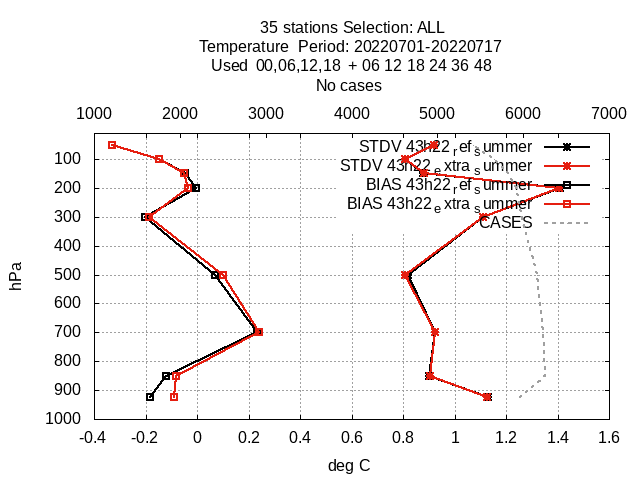 35 stations Selection: ALL
Temperature Period: 20220701-20220717
Used 00,06,12,18 + 06 12 18 24 36 48
No cases
1000 2000 3000 4000 5000 6000 7000
STDV 43h22_ref_summer
STDV 43h22_extra_summer
BIAS 43h22_ref_summer
BIAS 43h22_extra_summer
CASES
hPa
100
200
300
400
500
600
700
800
900
1000
-0.4 -0.2 0 0.2 0.4 0.6 0.8 1 1.2 1.4 1.6
deg C